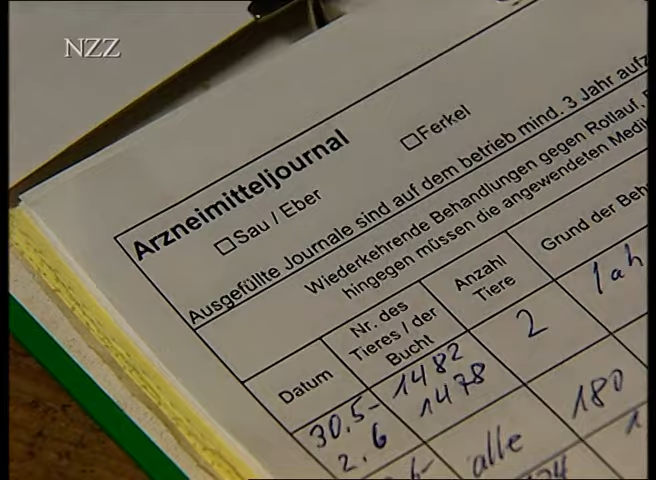 NZZ
Arzneimitteljournal
Sau / Eber
Ferkel
Ausgefüllte Journale sind auf dem betrieb mind. 3 Jahr
Wiederkehrende Behandlungen gegen Rotlauf,
hingegen müssen die angewendeten
Datum
Nr. des
Tieres / der
Bucht
Anzahl
Tiere
Grund der
30.5-
2.6
1482
1478
2
lah
alle
180